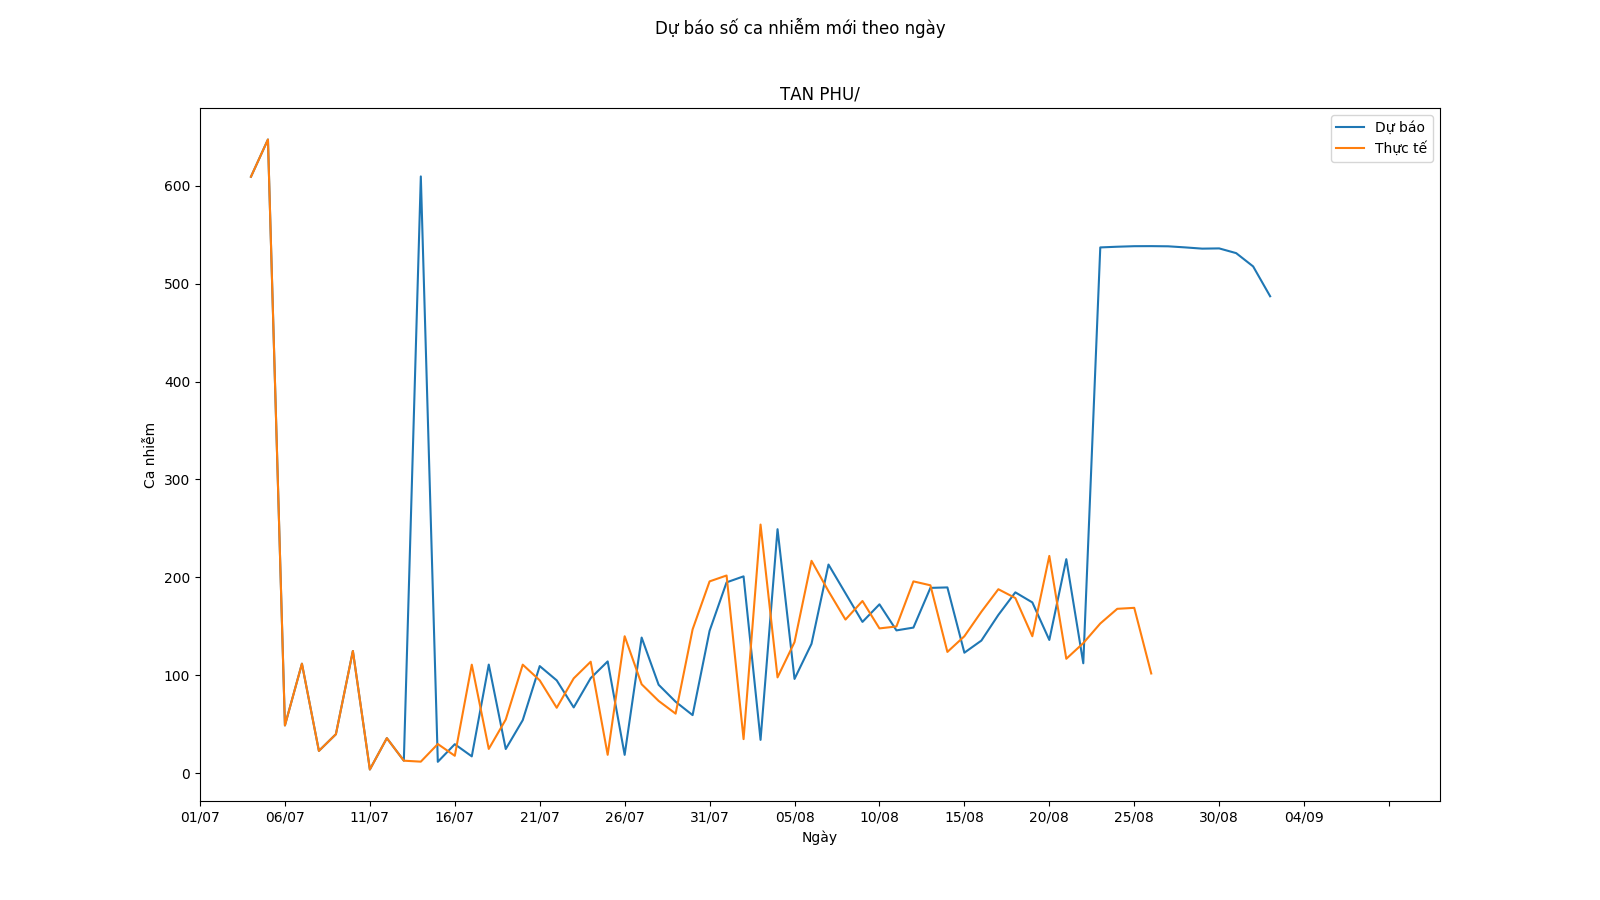 Dự báo số ca nhiễm mới theo ngày
TAN PHU/
Dự báo
Thực tế
600
500
400
300
200
100
0
Ca nhiễm
01/07 06/07 11/07 16/07 21/07 26/07 31/07 05/08 10/08 15/08 20/08 25/08 30/08 04/09
Ngày